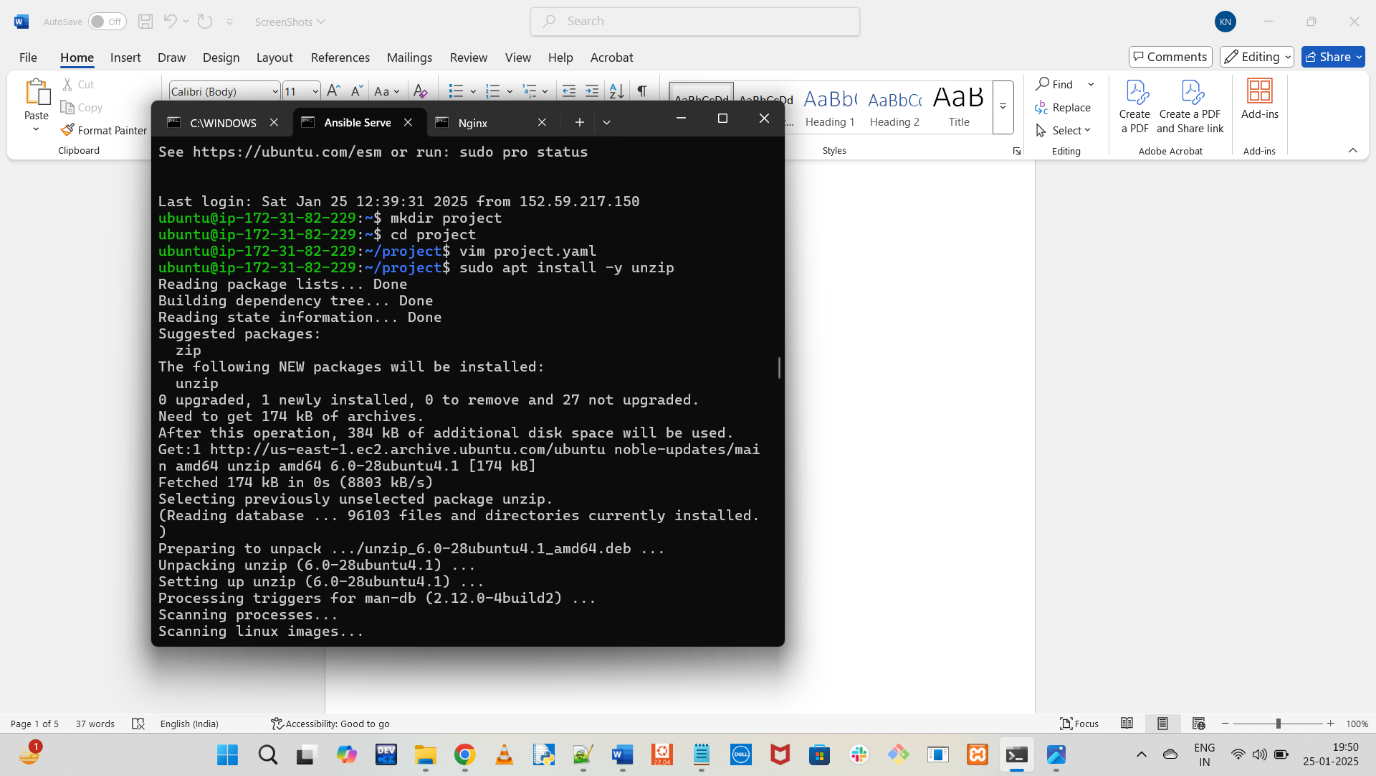 AutoSave Off ScreenShots Search KN
File Home Insert Draw Design Layout References Mailings Review View Help Acrobat Comments Editing Share
Paste
Cut
Copy
Format Painter
Clipboard
Calibri (Body) 11
Heading 1
Heading 2
Title
Styles
Find
Replace
Select
Editing
Create
a PDF
Create a PDF
and Share link
Adobe Acrobat
Add-ins
Add-ins
C:\WINDOWS Ansible Serve Nginx
See https://ubuntu.com/esm or run: sudo pro status
Last login: Sat Jan 25 12:39:31 2025 from 152.59.217.150
ubuntu@ip-172-31-82-229:~$ mkdir project
ubuntu@ip-172-31-82-229:~$ cd project
ubuntu@ip-172-31-82-229:~/project$ vim project.yaml
ubuntu@ip-172-31-82-229:~/project$ sudo apt install -y unzip
Reading package lists... Done
Building dependency tree... Done
Reading state information... Done
Suggested packages:
zip
The following NEW packages will be installed:
unzip
0 upgraded, 1 newly installed, 0 to remove and 27 not upgraded.
Need to get 174 kB of archives.
After this operation, 384 kB of additional disk space will be used.
Get:1 http://us-east-1.ec2.archive.ubuntu.com/ubuntu noble-updates/mai
n amd64 unzip amd64 6.0-28ubuntu4.1 [174 kB]
Fetched 174 kB in 0s (8803 kB/s)
Selecting previously unselected package unzip.
(Reading database ... 96103 files and directories currently installed.
)
Preparing to unpack .../unzip_6.0-28ubuntu4.1_amd64.deb ...
Unpacking unzip (6.0-28ubuntu4.1) ...
Setting up unzip (6.0-28ubuntu4.1) ...
Processing triggers for man-db (2.12.0-4build2) ...
Scanning processes...
Scanning linux images...
Page 1 of 5 37 words English (India) Accessibility: Good to go Focus 100%
1
ENG
IN
19:50
25-01-2025